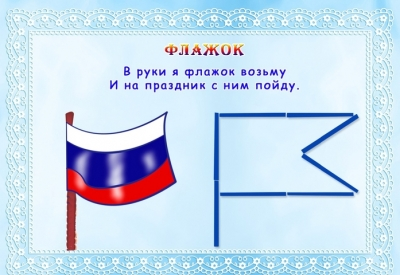 ФЛАЖОК
В руки я флажок возьму
И на праздник с ним пойду.